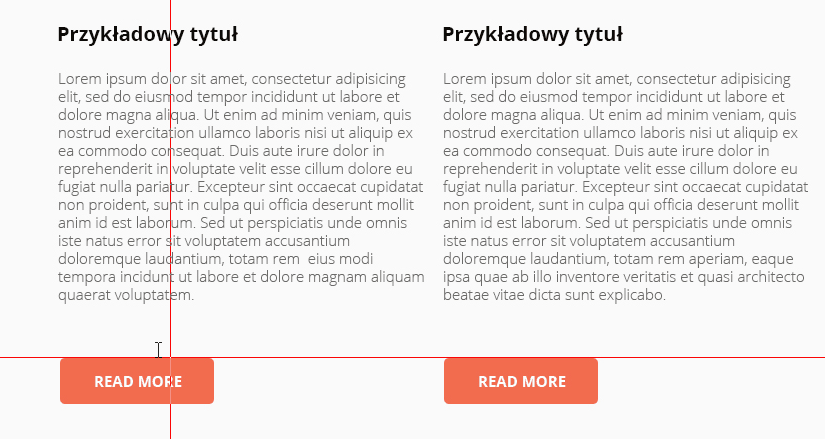 Przykładowy tytuł
Lorem ipsum dolor sit amet, consectetur adipisicing
elit, sed do eiusmod tempor incididunt ut labore et
dolore magna aliqua. Ut enim ad minim veniam, quis
nostrud exercitation ullamco laboris nisi ut aliquip ex
ea commodo consequat. Duis aute irure dolor in
reprehenderit in voluptate velit esse cillum dolore eu
fugiat nulla pariatur. Excepteur sint occaecat cupidatat
non proident, sunt in culpa qui officia deserunt mollit
anim id est laborum. Sed ut perspiciatis unde omnis
iste natus error sit voluptatem accusantium
doloremque laudantium, totam rem  eius modi
tempora incidunt ut labore et dolore magnam aliquam
quaerat voluptatem.
READ MORE
Przykładowy tytuł
Lorem ipsum dolor sit amet, consectetur adipisicing
elit, sed do eiusmod tempor incididunt ut labore et
dolore magna aliqua. Ut enim ad minim veniam, quis
nostrud exercitation ullamco laboris nisi ut aliquip ex
ea commodo consequat. Duis aute irure dolor in
reprehenderit in voluptate velit esse cillum dolore eu
fugiat nulla pariatur. Excepteur sint occaecat cupidatat
non proident, sunt in culpa qui officia deserunt mollit
anim id est laborum. Sed ut perspiciatis unde omnis
iste natus error sit voluptatem accusantium
doloremque laudantium, totam rem aperiam, eaque
ipsa quae ab illo inventore veritatis et quasi architecto
beatae vitae dicta sunt explicabo.
READ MORE